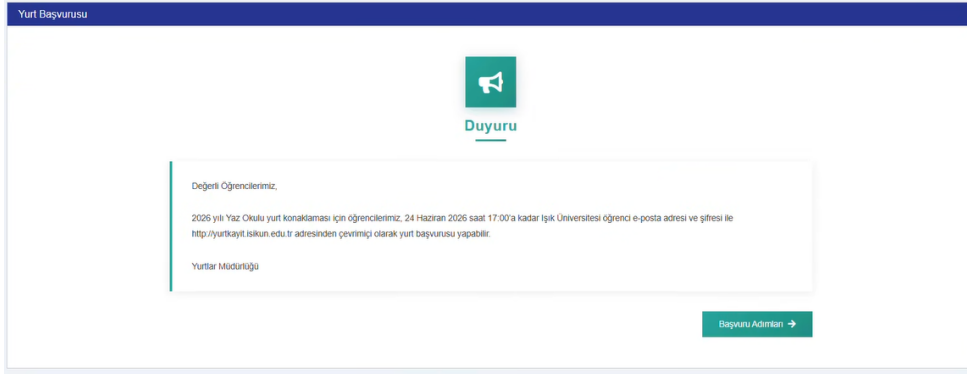 Yurt Başvurusu
Duyuru
Değerli Öğrencilerimiz,
2026 yılı Yaz Okulu yurt konaklaması için öğrencilerimiz, 24 Haziran 2026 saat 17:00'a kadar Işık Üniversitesi öğrenci e-posta adresi ve şifresi ile
http://yurtkayit.isikun.edu.tr adresinden çevrimiçi olarak yurt başvurusu yapabilir.
Yurtlar Müdürlüğü
Başvuru Adımları →